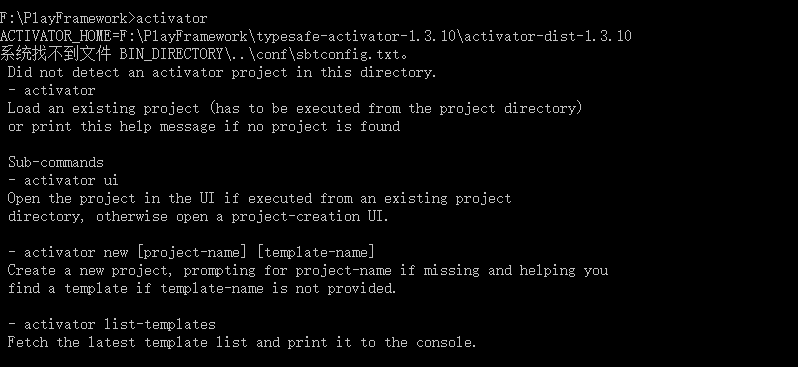 F:\PlayFramework>activator
ACTIVATOR_HOME=F:\PlayFramework\typesafe-activator-1.3.10\activator-dist-1.3.10
系统找不到文件 BIN_DIRECTORY\..\conf\sbtconfig.txt。
Did not detect an activator project in this directory.
- activator
Load an existing project (has to be executed from the project directory)
or print this help message if no project is found
Sub-commands
- activator ui
Open the project in the UI if executed from an existing project
directory, otherwise open a project-creation UI.
- activator new [project-name] [template-name]
Create a new project, prompting for project-name if missing and helping you
find a template if template-name is not provided.
- activator list-templates
Fetch the latest template list and print it to the console.